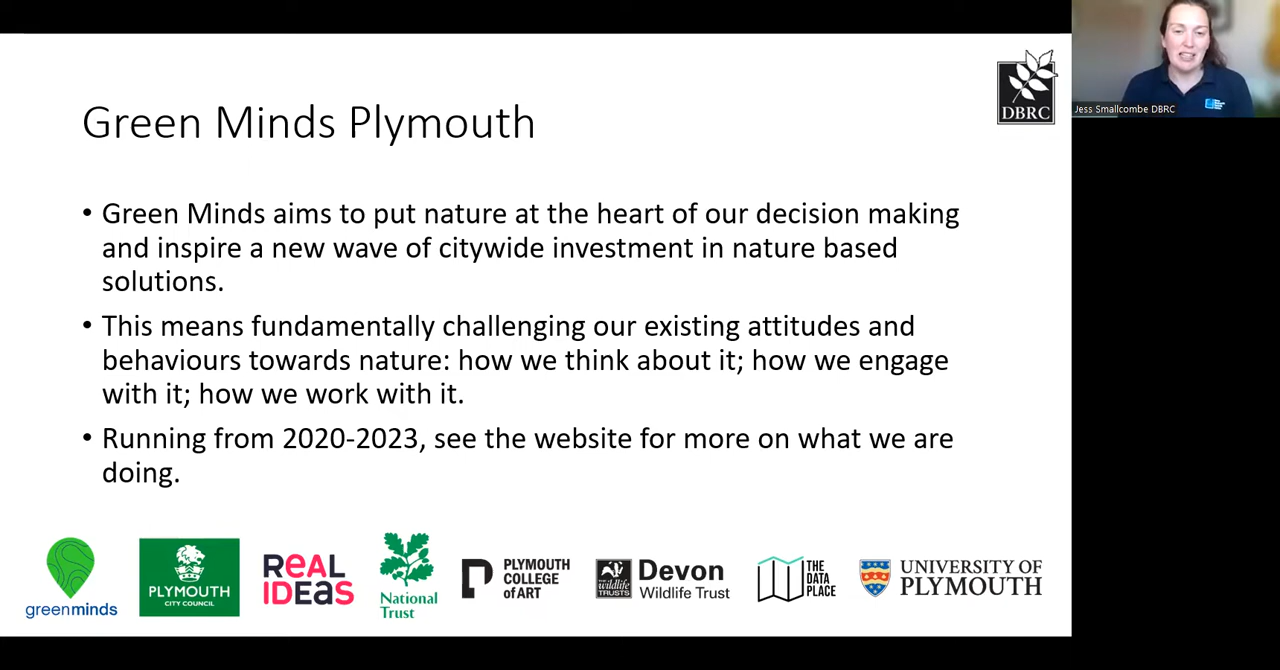 DBRC
Jess Smallcombe DBRC
Green Minds Plymouth
• Green Minds aims to put nature at the heart of our decision making
and inspire a new wave of citywide investment in nature based
solutions.
• This means fundamentally challenging our existing attitudes and
behaviours towards nature: how we think about it; how we engage
with it; how we work with it.
• Running from 2020-2023, see the website for more on what we are
doing.
greenminds
PLYMOUTH
CITY COUNCIL
ReAL
IDeas
National
Trust
PLYMOUTH
COLLEGE
of ART
THE
wildlife
TRUSTS
Devon
Wildlife Trust
THE
DATA
PLACE
UNIVERSITY OF
PLYMOUTH